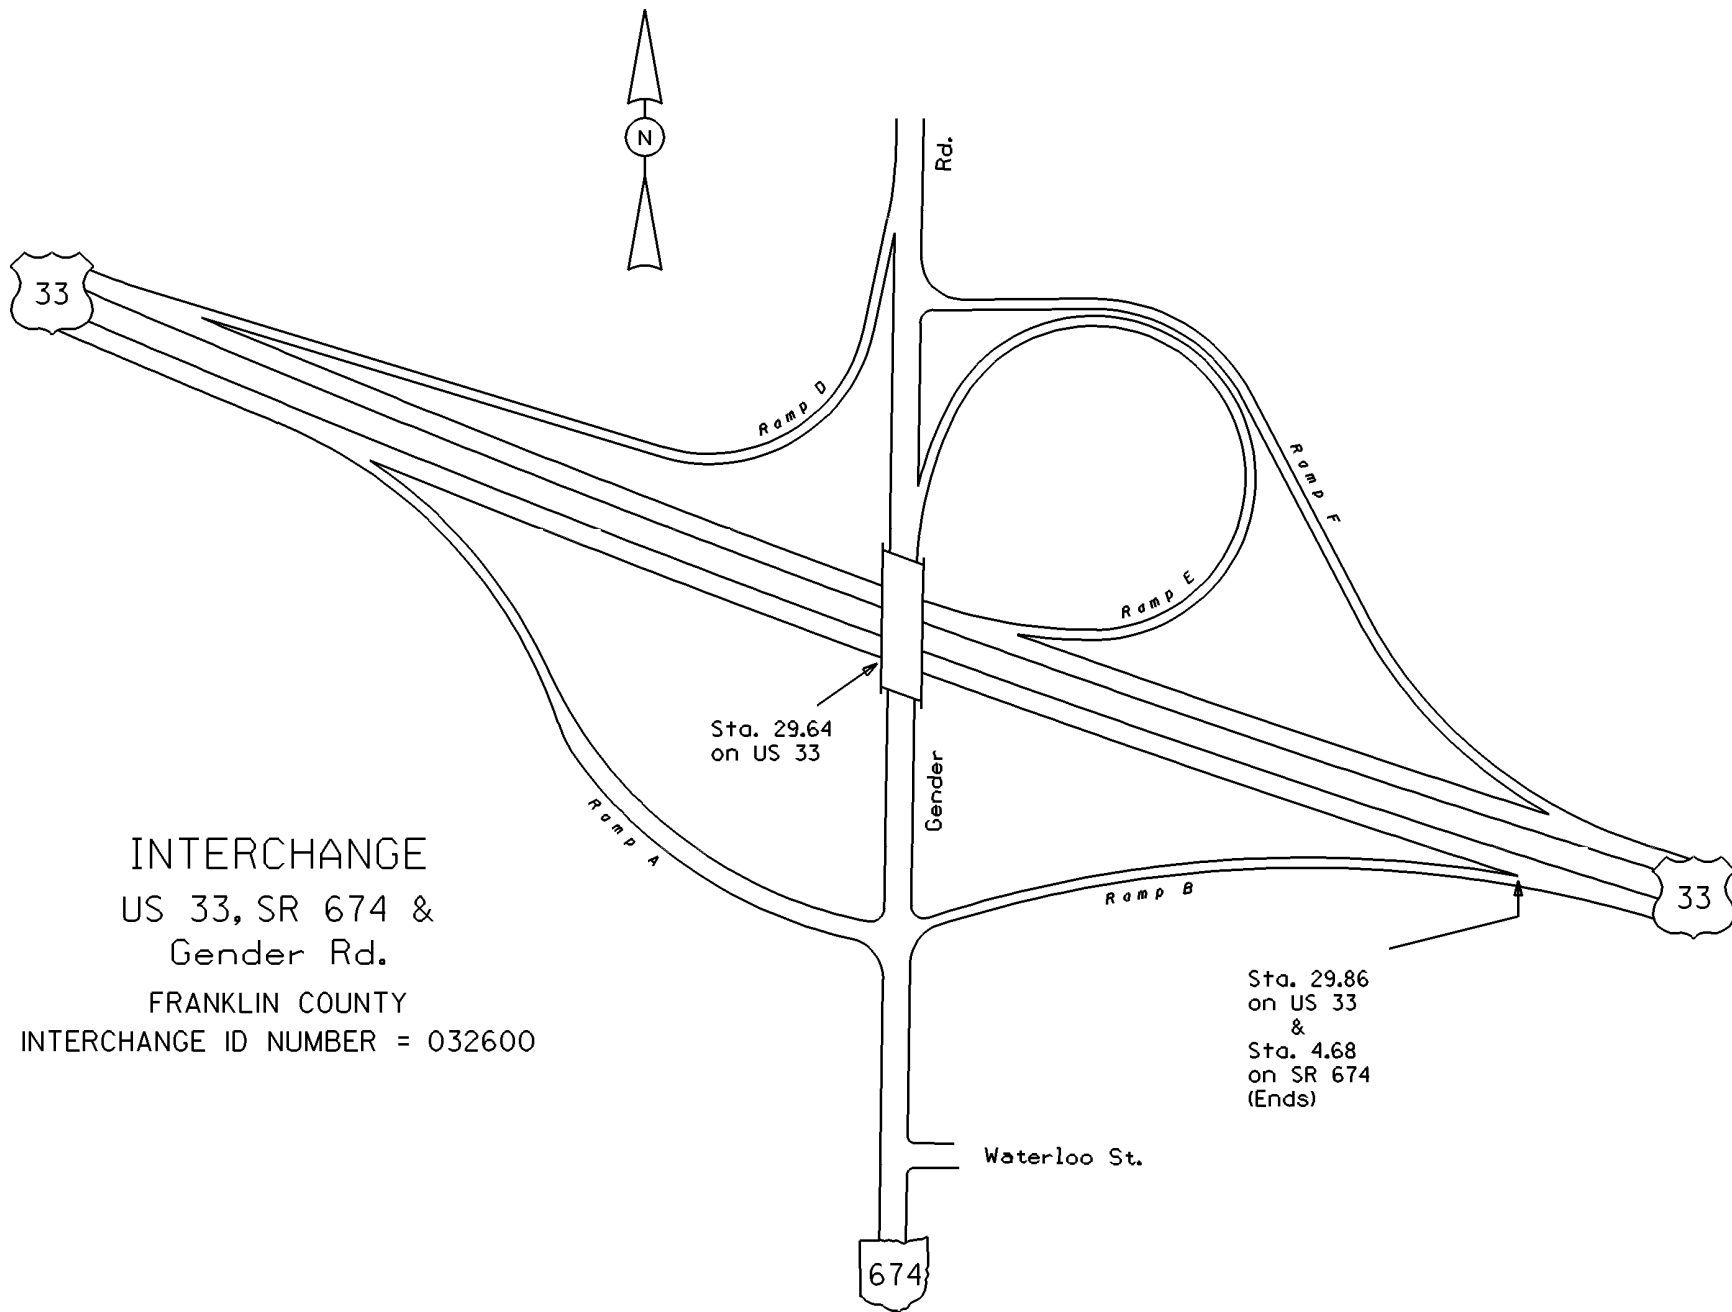 N
Rd.
33
Ramp D
Ramp F
Ramp E
Sta. 29.64
on US 33
Gender
Ramp A
Ramp B
33
INTERCHANGE
US 33, SR 674 &
Gender Rd.
FRANKLIN COUNTY
INTERCHANGE ID NUMBER = 032600
Sta. 29.86
on US 33
&
Sta. 4.68
on SR 674
(Ends)
Waterloo St.
674